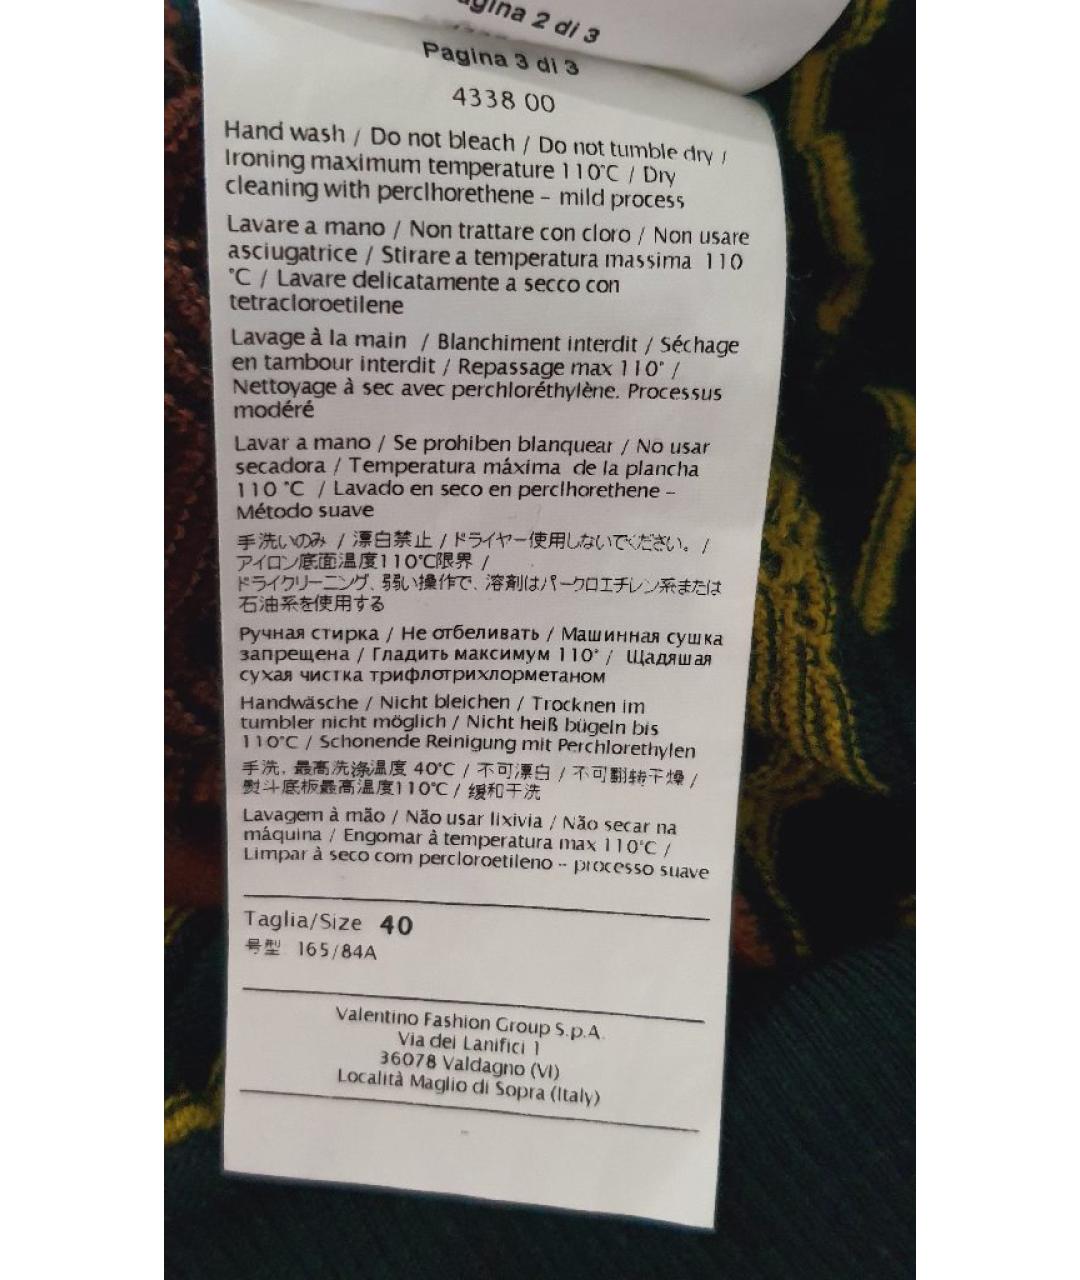 gina 2 di 3
Pagina 3 di 3
4338 00
Hand wash / Do not bleach / Do not tumble dry /
Ironing maximum temperature 110°C / Dry
cleaning with perclhorethene - mild process
Lavare a mano / Non trattare con cloro / Non usare
asciugatrice / Stirare a temperatura massima 110
°C / Lavare delicatamente a secco con
tetracloroetilene
Lavage à la main / Blanchiment interdit / Séchage
en tambour interdit / Repassage max 110° /
Nettoyage à sec avec perchloréthylène. Processus
modéré
Lavar a mano / Se prohiben blanquear / No usar
secadora / Temperatura máxima de la plancha
110 °C / Lavado en seco en perclhorethene -
Método suave
手洗いのみ / 漂白禁止 / ドライヤー使用しないでください。 /
アイロン底面温度110℃限界 /
ドライクリーニング、弱い操作で、溶剤はパークロエチレン系または
石油系を使用する
Ручная стирка / Не отбеливать / Машинная сушка
запрещена / Гладить максимум 110° / Щадяшая
сухая чистка трифлотрихлорметаном
Handwäsche / Nicht bleichen / Trocknen im
tumbler nicht möglich / Nicht heiß bügeln bis
110°C / Schonende Reinigung mit Perchlorethylen
手洗, 最高洗涤温度 40℃ / 不可漂白 / 不可翻转干燥 /
熨斗底板最高温度110℃ / 缓和干洗
Lavagem à mão / Não usar lixivia / Não secar na
máquina / Engomar à temperatura max 110°C /
Limpar à seco com percloroetileno -- processo suave
Taglia/Size 40
号型 165/84A
Valentino Fashion Group S.p.A.
Via dei Lanifici 1
36078 Valdagno (VI)
Località Maglio di Sopra (Italy)